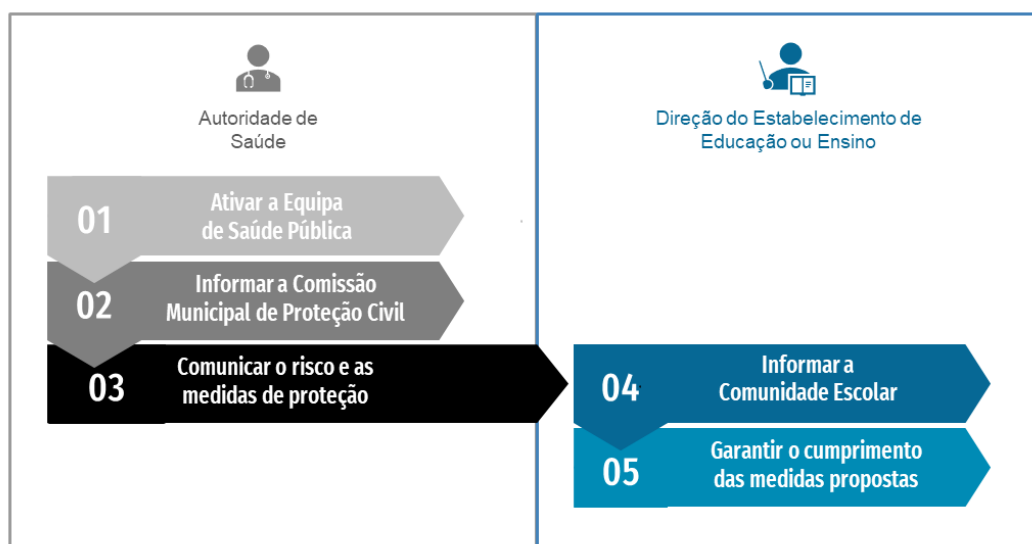 Autoridade de
Saúde
Direção do Estabelecimento de
Educação ou Ensino
01
Ativar a Equipa
de Saúde Pública
02
Informar a Comissão
Municipal de Proteção Civil
03
Comunicar o risco e as
medidas de proteção
04
Informar a
Comunidade Escolar
05
Garantir o cumprimento
das medidas propostas